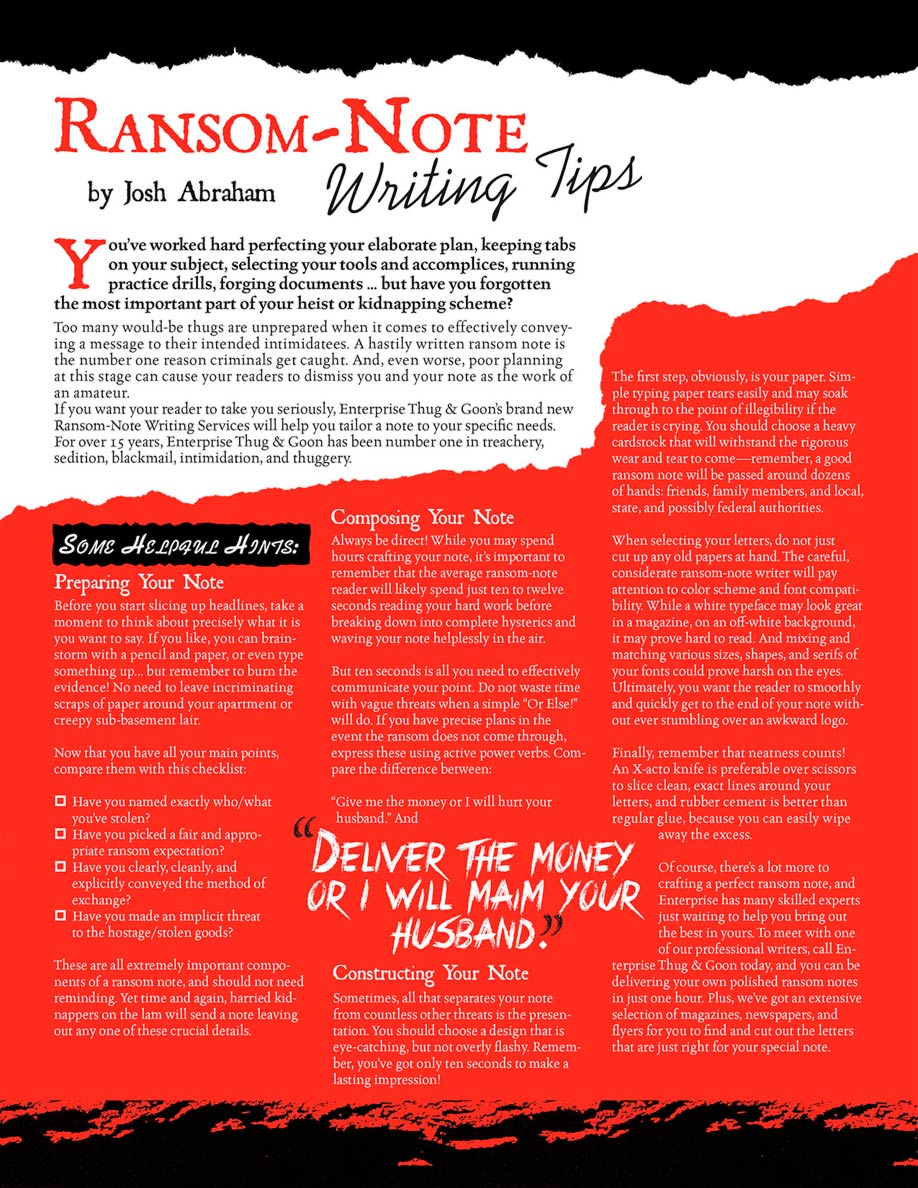 RANSOM-NOTE
Writing Tips
by Josh Abraham
You've worked hard perfecting your elaborate plan, keeping tabs
on your subject, selecting your tools and accomplices, running
practice drills, forging documents ... but have you forgotten
the most important part of your heist or kidnapping scheme?
Too many would-be thugs are unprepared when it comes to effectively convey-
ing a message to their intended intimidatees. A hastily written ransom note is
the number one reason criminals get caught. And, even worse, poor planning
at this stage can cause your readers to dismiss you and your note as the work of
an amateur.
If you want your reader to take you seriously, Enterprise Thug & Goon's brand new
Ransom-Note Writing Services will help you tailor a note to your specific needs.
For over 15 years, Enterprise Thug & Goon has been number one in treachery,
sedition, blackmail, intimidation, and thuggery.
SOME HELPFUL HINTS:
Preparing Your Note
Before you start slicing up headlines, take a
moment to think about precisely what it is
you want to say. If you like, you can brain-
storm with a pencil and paper, or even type
something up... but remember to burn the
evidence! No need to leave incriminating
scraps of paper around your apartment or
creepy sub-basement lair.
Now that you have all your main points,
compare them with this checklist:
Have you named exactly who/what
you've stolen?
Have you picked a fair and appro-
priate ransom expectation?
Have you clearly, cleanly, and
explicitly conveyed the method of
exchange?
Have you made an implicit threat
to the hostage/stolen goods?
These are all extremely important compo-
nents of a ransom note, and should not need
reminding. Yet time and again, harried kid-
nappers on the lam will send a note leaving
out any one of these crucial details.
Composing Your Note
Always be direct! While you may spend
hours crafting your note, it's important to
remember that the average ransom-note
reader will likely spend just ten to twelve
seconds reading your hard work before
breaking down into complete hysterics and
waving your note helplessly in the air.
But ten seconds is all you need to effectively
communicate your point. Do not waste time
with vague threats when a simple "Or Else!"
will do. If you have precise plans in the
event the ransom does not come through,
express these using active power verbs. Com-
pare the difference between:
"Give me the money or I will hurt your
husband." And
"DELIVER THE MONEY
OR I WILL MAIM YOUR
HUSBAND."
Constructing Your Note
Sometimes, all that separates your note
from countless other threats is the presen-
tation. You should choose a design that is
eye-catching, but not overly flashy. Remem-
ber, you've got only ten seconds to make a
lasting impression!
The first step, obviously, is your paper. Sim-
ple typing paper tears easily and may soak
through to the point of illegibility if the
reader is crying. You should choose a heavy
cardstock that will withstand the rigorous
wear and tear to come—remember, a good
ransom note will be passed around dozens
of hands: friends, family members, and local,
state, and possibly federal authorities.
When selecting your letters, do not just
cut up any old papers at hand. The careful,
considerate ransom-note writer will pay
attention to color scheme and font compati-
bility. While a white typeface may look great
in a magazine, on an off-white background,
it may prove hard to read. And mixing and
matching various sizes, shapes, and serifs of
your fonts could prove harsh on the eyes.
Ultimately, you want the reader to smoothly
and quickly get to the end of your note with-
out ever stumbling over an awkward logo.
Finally, remember that neatness counts!
An X-acto knife is preferable over scissors
to slice clean, exact lines around your
letters, and rubber cement is better than
regular glue, because you can easily wipe
away the excess.
Of course, there's a lot more to
crafting a perfect ransom note, and
Enterprise has many skilled experts
just waiting to help you bring out
the best in yours. To meet with one
of our professional writers, call En-
terprise Thug & Goon today, and you can be
delivering your own polished ransom notes
in just one hour. Plus, we've got an extensive
selection of magazines, newspapers, and
flyers for you to find and cut out the letters
that are just right for your special note.